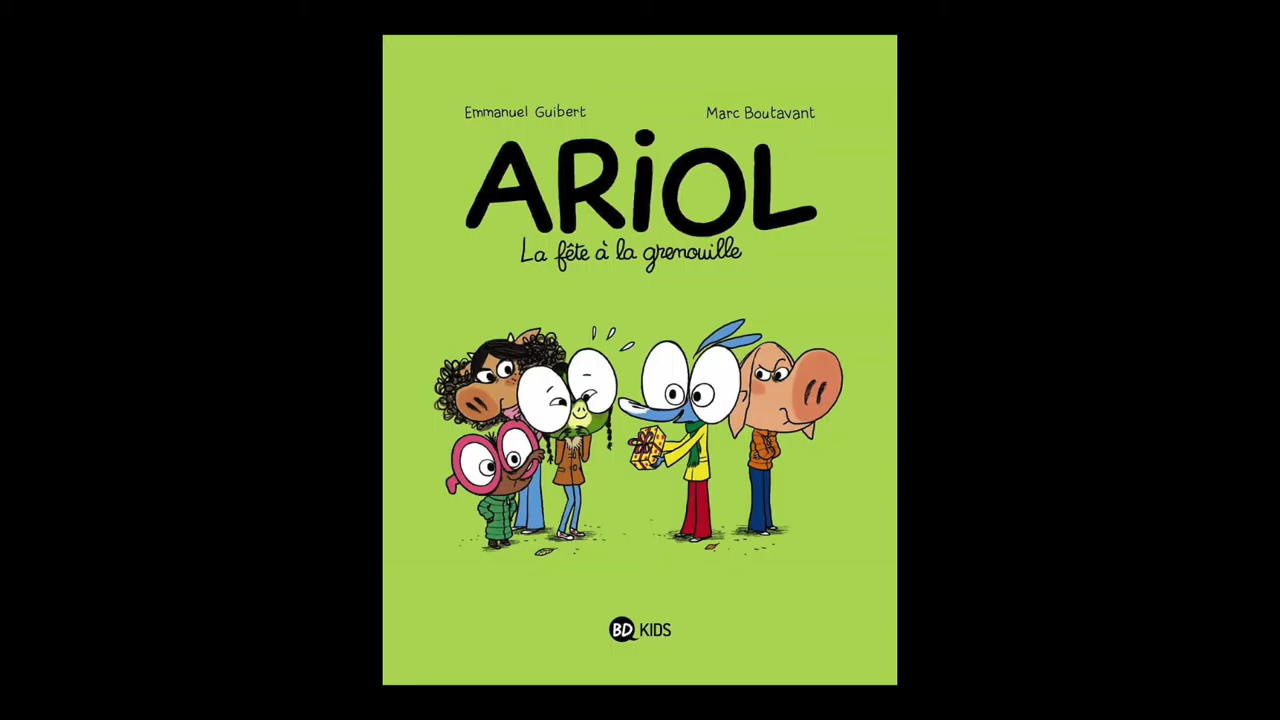 Emmanuel Guibert Marc Boutavant
ARiOL
La fête à la grenouille
BD KIDS